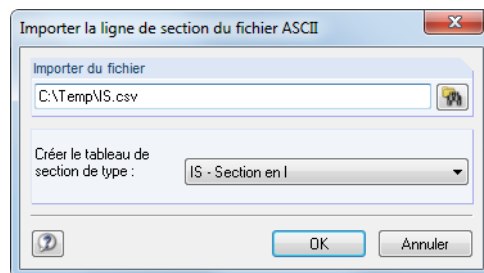 Importer la ligne de section du fichier ASCII
Importer du fichier
C:\Temp\IS.csv
Créer le tableau de
section de type :
IS - Section en I
OK
Annuler